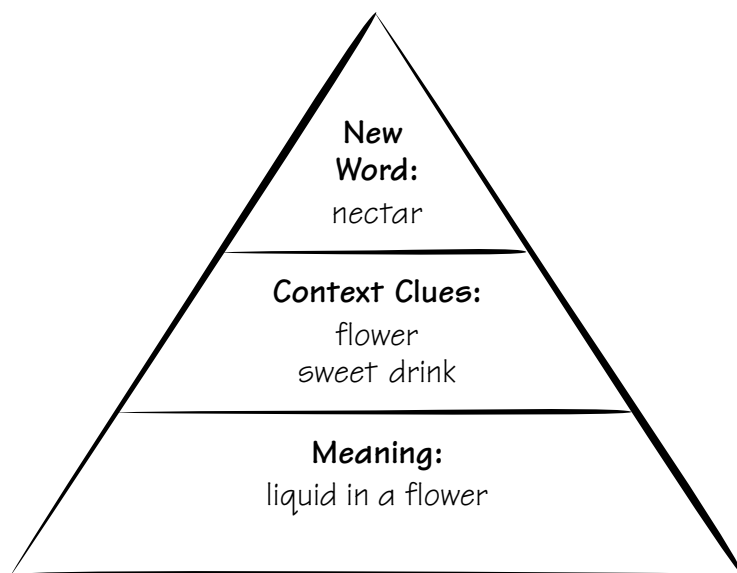 New
Word:
nectar
Context Clues:
flower
sweet drink
Meaning:
liquid in a flower